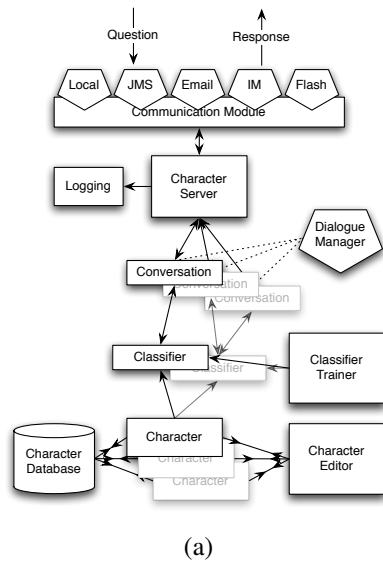 Question
Response
Local
JMS
Email
IM
Flash
Communication Module
Logging
Character
Server
Dialogue
Manager
Conversation
Conversation
Conversation
Classifier
Classifier
Classifier
Trainer
Character
Character
Character
Character
Database
Character
Editor
(a)